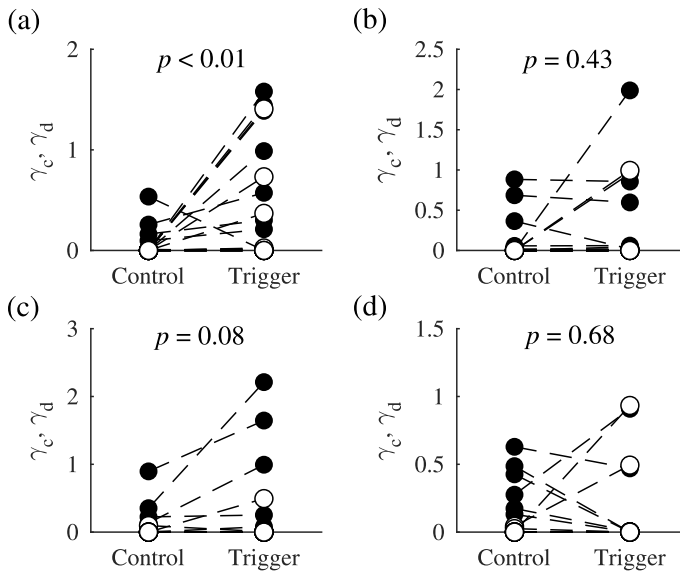 (a)
p < 0.01
2
1
0
γc, γd
Control Trigger
(b)
p = 0.43
2.5
2
1.5
1
0.5
0
γc, γd
Control Trigger
(c)
p = 0.08
3
2
1
0
γc, γd
Control Trigger
(d)
p = 0.68
1.5
1
0.5
0
γc, γd
Control Trigger